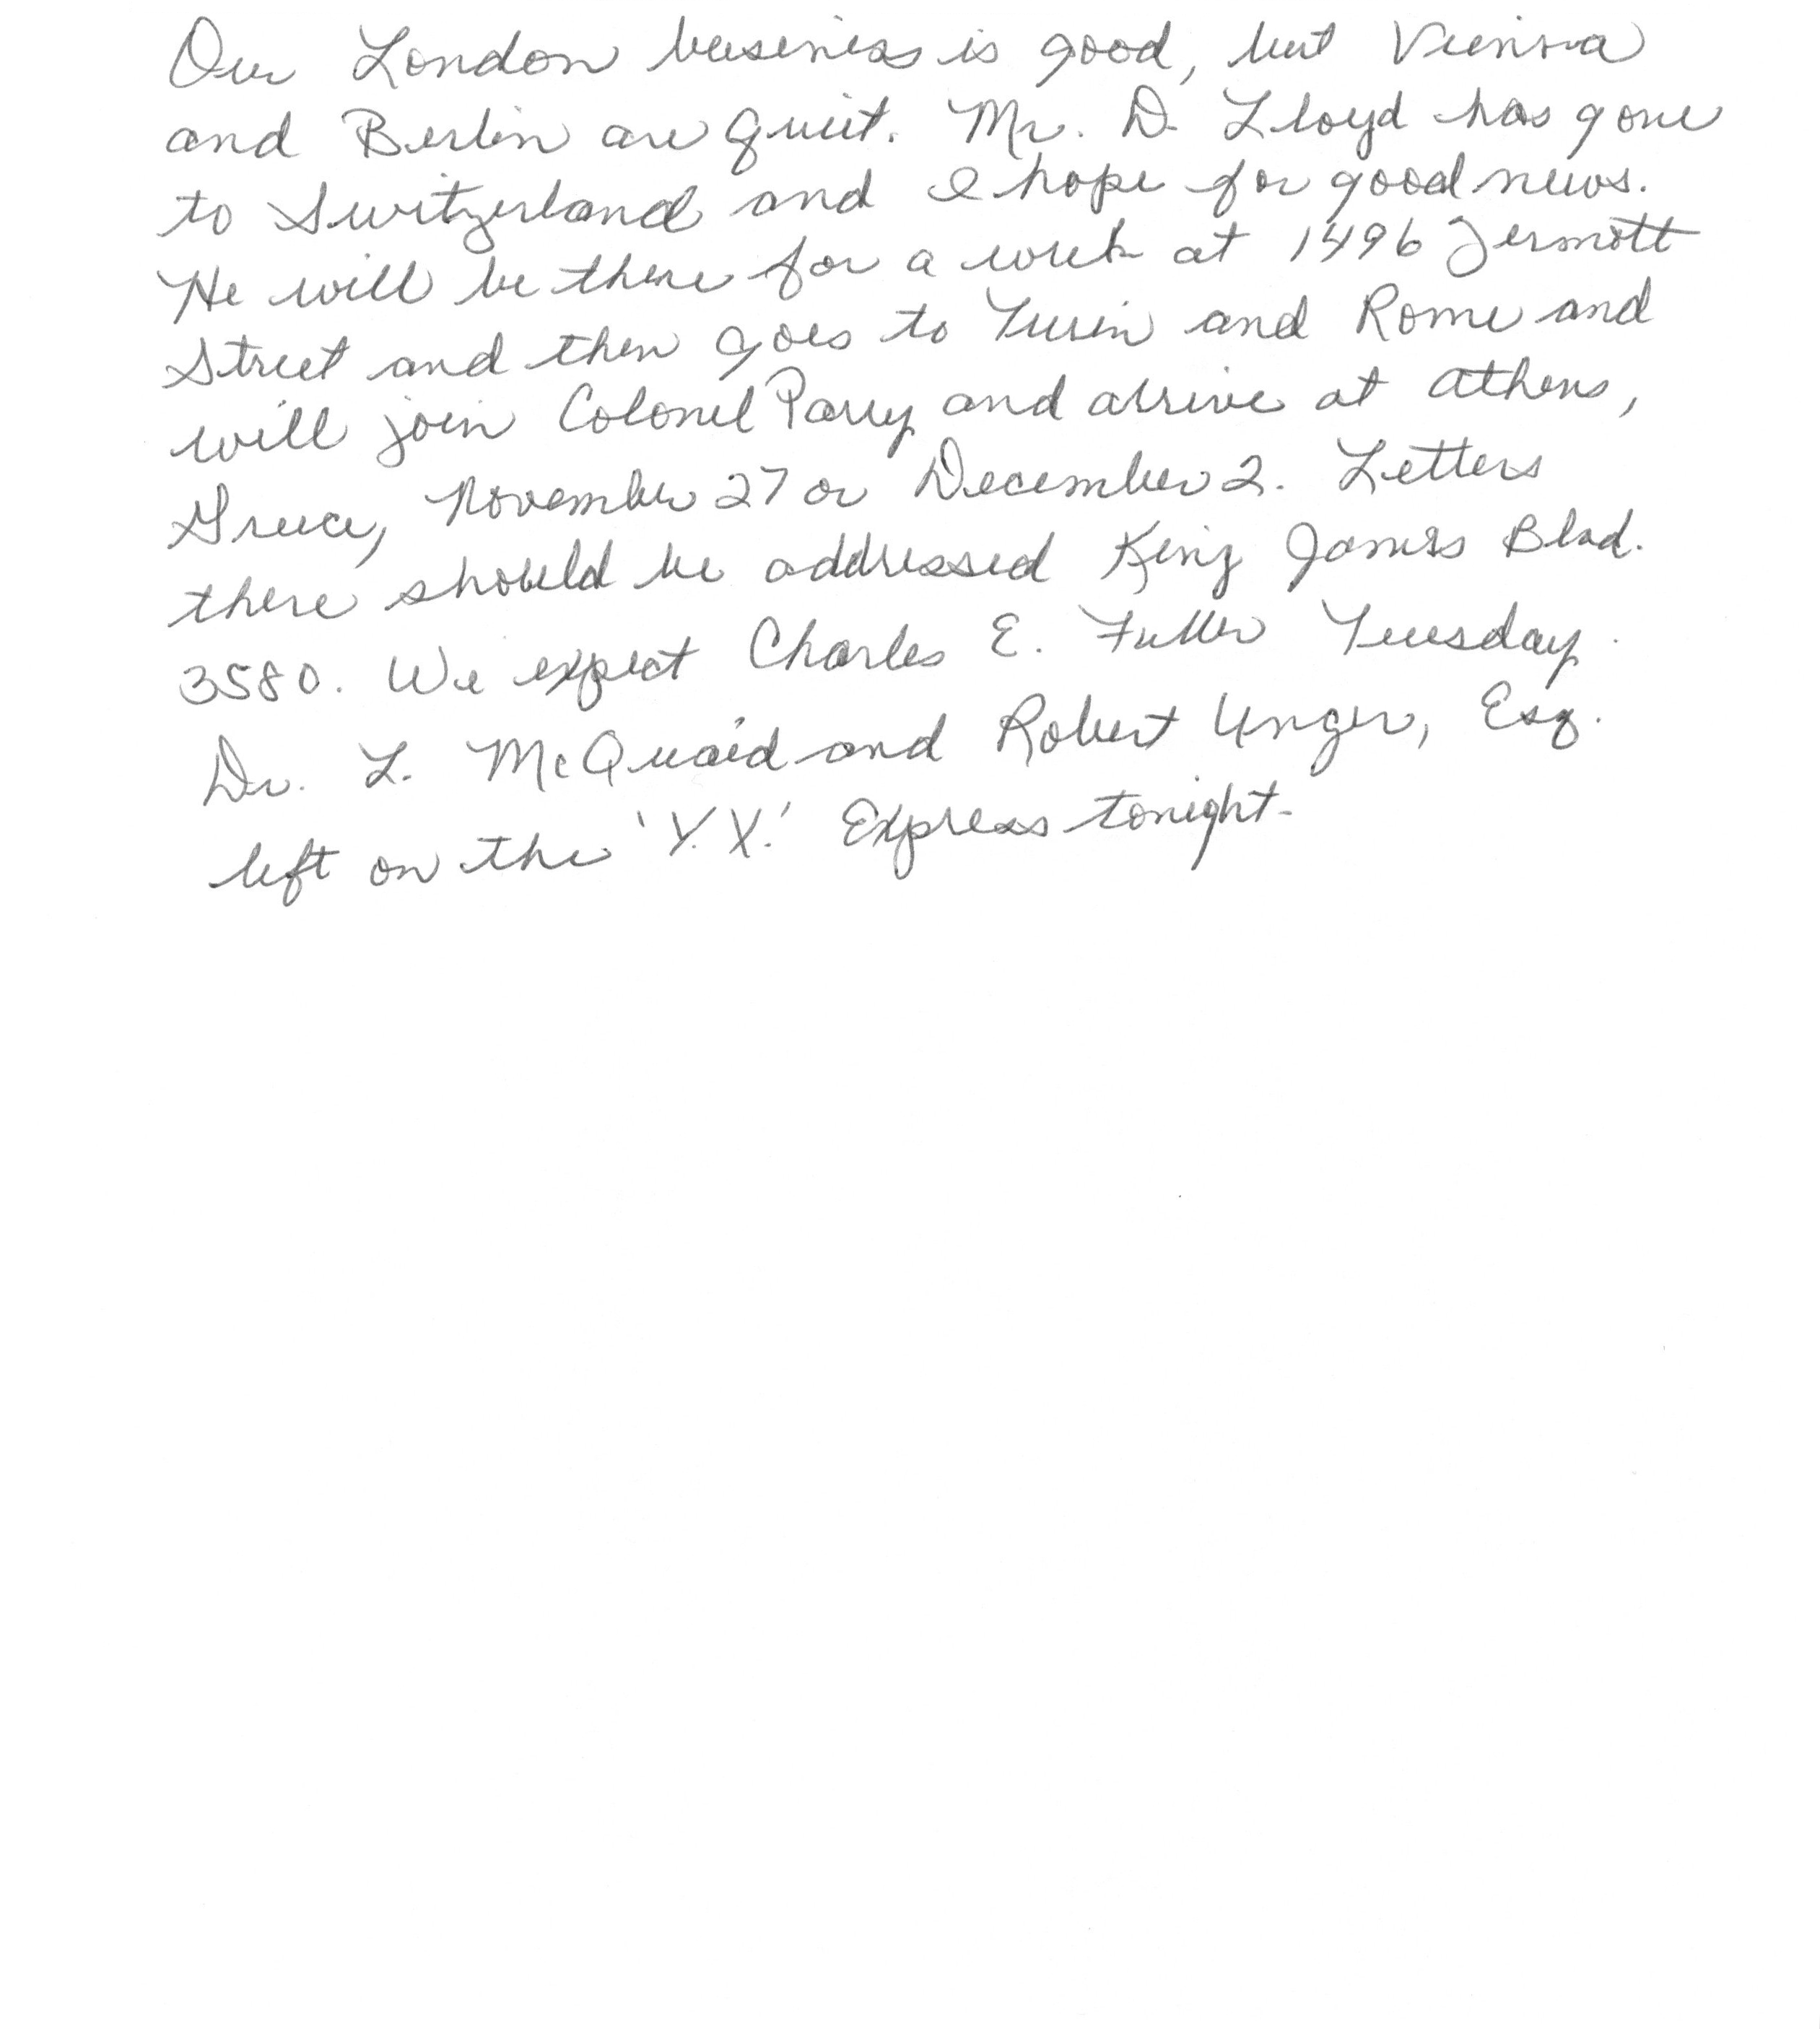 Our London business is good, but Vienna
and Berlin are quiet. Mr. D. Lloyd has gone
to Switzerland and I hope for good news.
He will be there for a week at 1496 Zermott
Street and then goes to Turin and Rome and
will join Colonel Parry and arrive at Athens,
Greece, November 27 or December 2. Letters
there should be addressed King James Blvd.
3580. We expect Charles E. Fuller Tuesday.
Dr. L. McQuaid and Robert Unger, Esq.
left on the 'Y.X.' Express tonight.